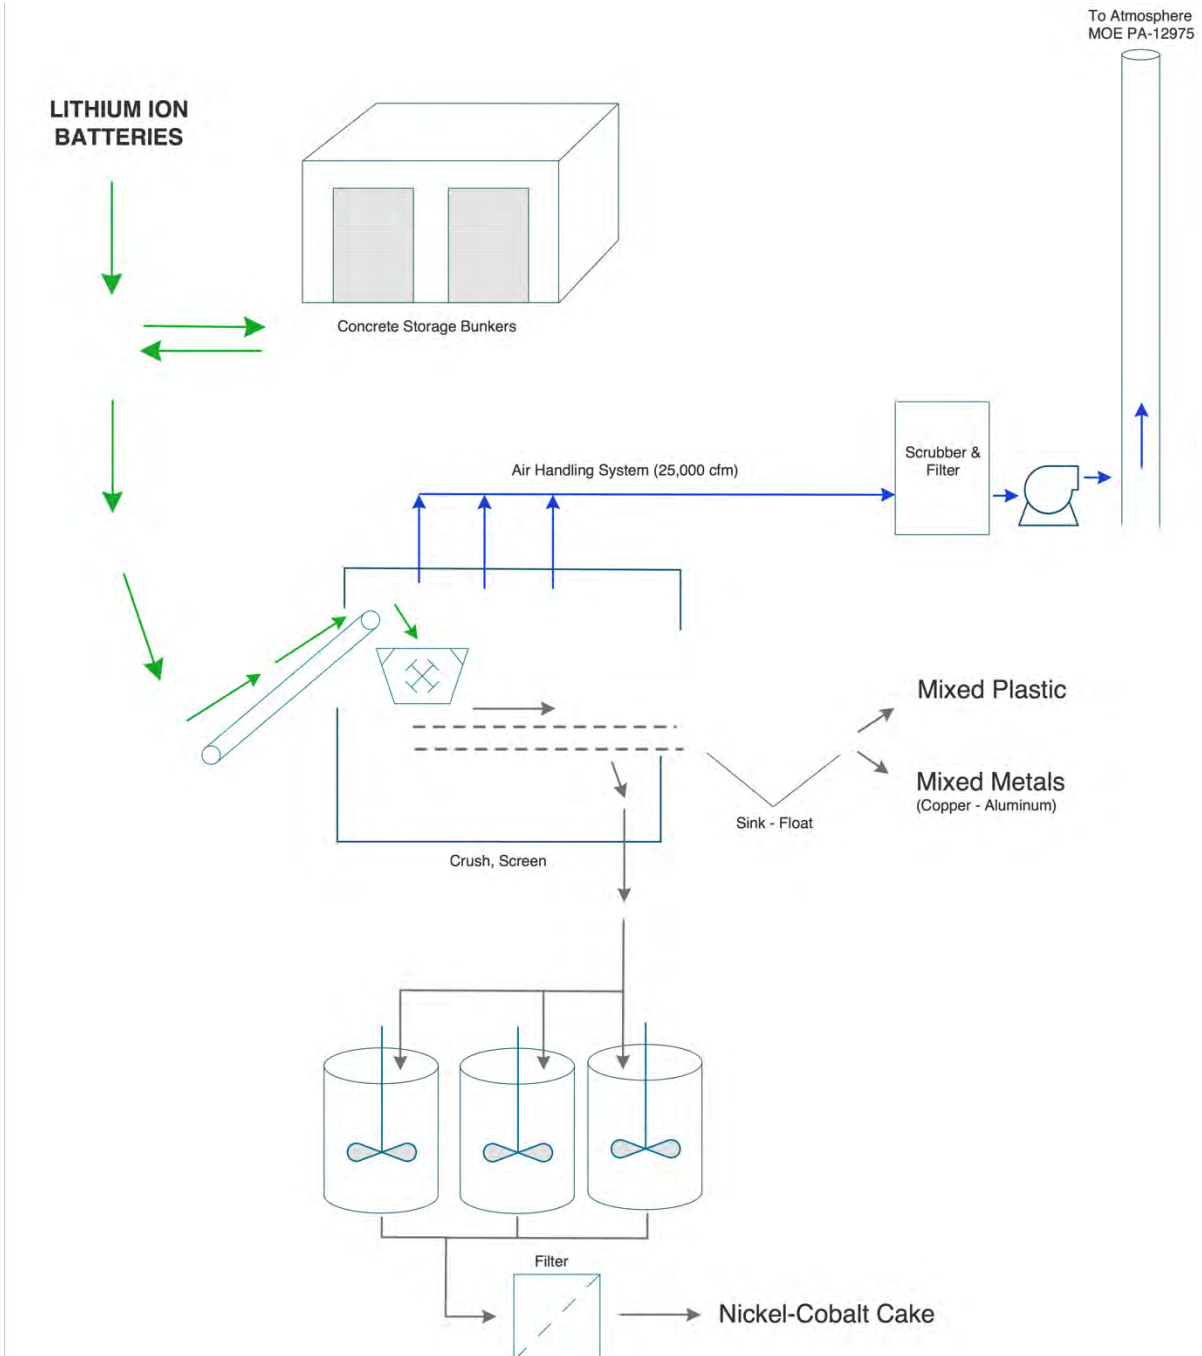 To Atmosphere
MOE PA-12975
LITHIUM ION
BATTERIES
Concrete Storage Bunkers
Air Handling System (25,000 cfm)
Scrubber &
Filter
Mixed Plastic
Mixed Metals
(Copper - Aluminum)
Sink - Float
Crush, Screen
Filter
Nickel-Cobalt Cake